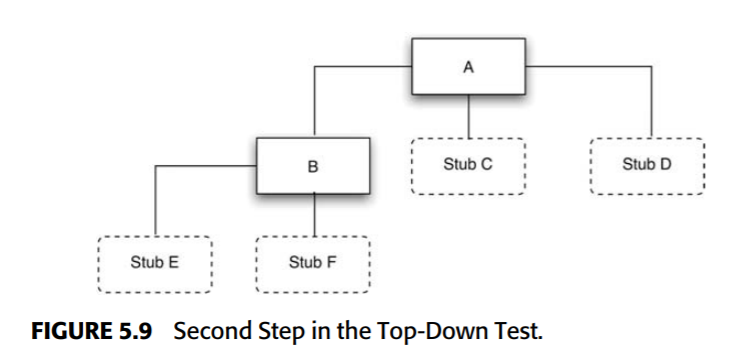 A
B
Stub C
Stub D
Stub E
Stub F
FIGURE 5.9 Second Step in the Top-Down Test.